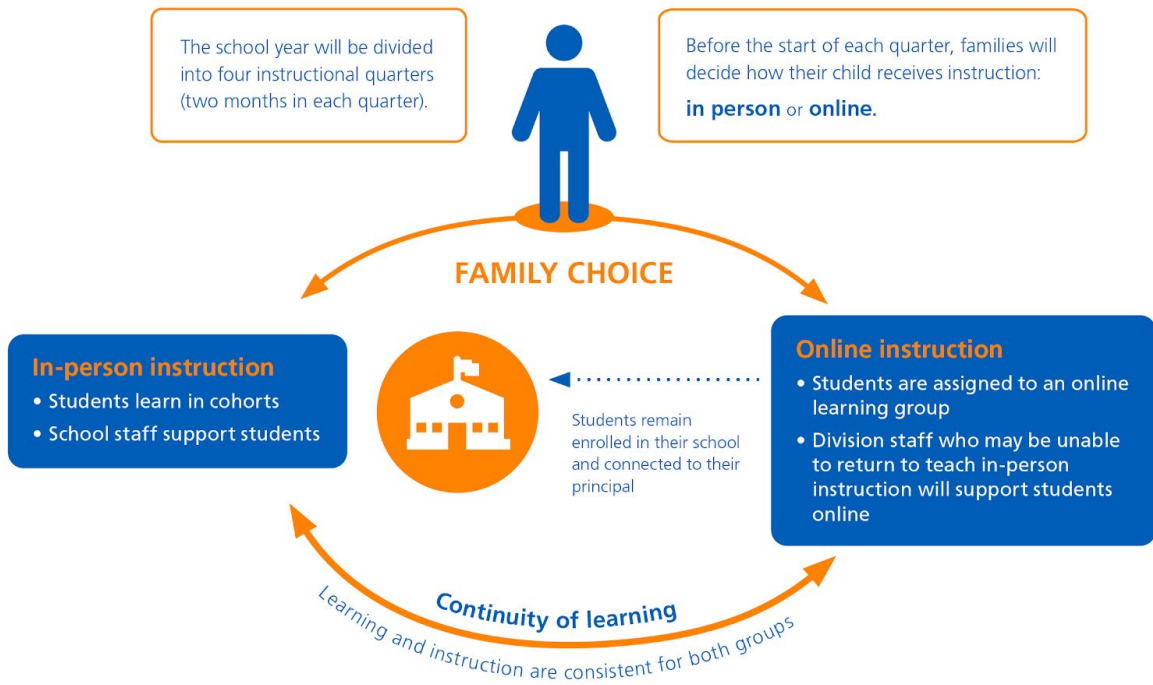 The school year will be divided
into four instructional quarters
(two months in each quarter).
Before the start of each quarter, families will
decide how their child receives instruction:
in person or online.
FAMILY CHOICE
In-person instruction
• Students learn in cohorts
• School staff support students
Students remain
enrolled in their school
and connected to their
principal
Online instruction
• Students are assigned to an online
learning group
• Division staff who may be unable
to return to teach in-person
instruction will support students
online
Continuity of learning
Learning and instruction are consistent for both groups